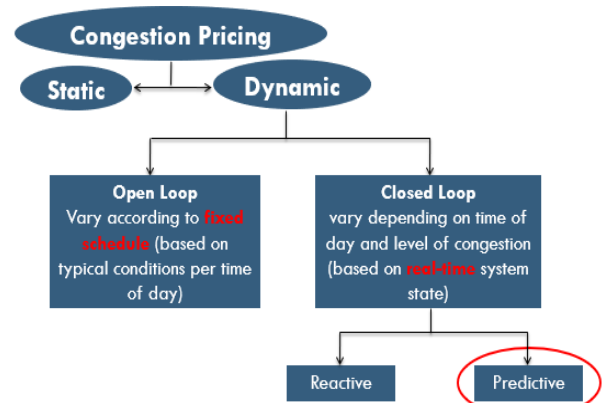 Congestion Pricing
Static
Dynamic
Open Loop
Vary according to fixed
schedule (based on
typical conditions per time
of day)
Closed Loop
vary depending on time of
day and level of congestion
(based on real-time system
state)
Reactive
Predictive